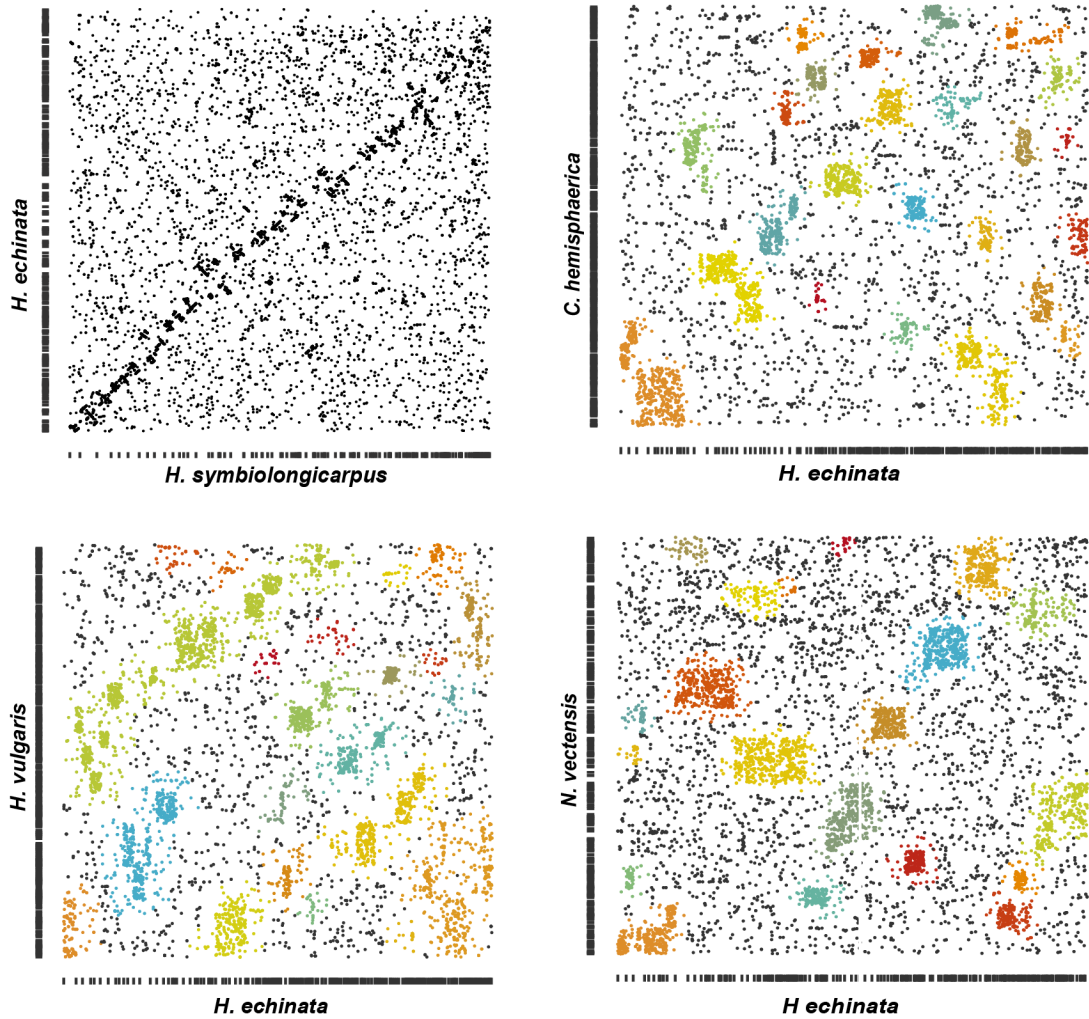 H. echinata
H. symbiolongicarpus
C. hemisphaerica
H. echinata
H. vulgaris
H. echinata
N. vectensis
H echinata